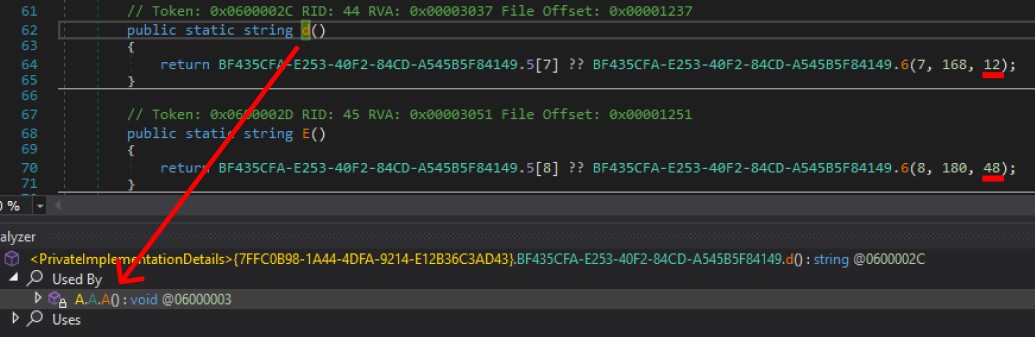 61 // Token: 0x0600002C RID: 44 RVA: 0x00003037 File Offset: 0x00001237
62 public static string d()
63 {
64 return BF435CFA-E253-40F2-84CD-A545B5F84149.5[7] ?? BF435CFA-E253-40F2-84CD-A545B5F84149.6(7, 168, 12);
65 }
66
67 // Token: 0x0600002D RID: 45 RVA: 0x00003051 File Offset: 0x00001251
68 public static string E()
69 {
70 return BF435CFA-E253-40F2-84CD-A545B5F84149.5[8] ?? BF435CFA-E253-40F2-84CD-A545B5F84149.6(8, 180, 48);
71 }
0 %
alyzer
<PrivateImplementationDetails>{7FFC0B98-1A44-4DFA-9214-E12B36C3AD43}.BF435CFA-E253-40F2-84CD-A545B5F84149.d() : string @0600002C
Used By
A.A.A() : void @06000003
Uses